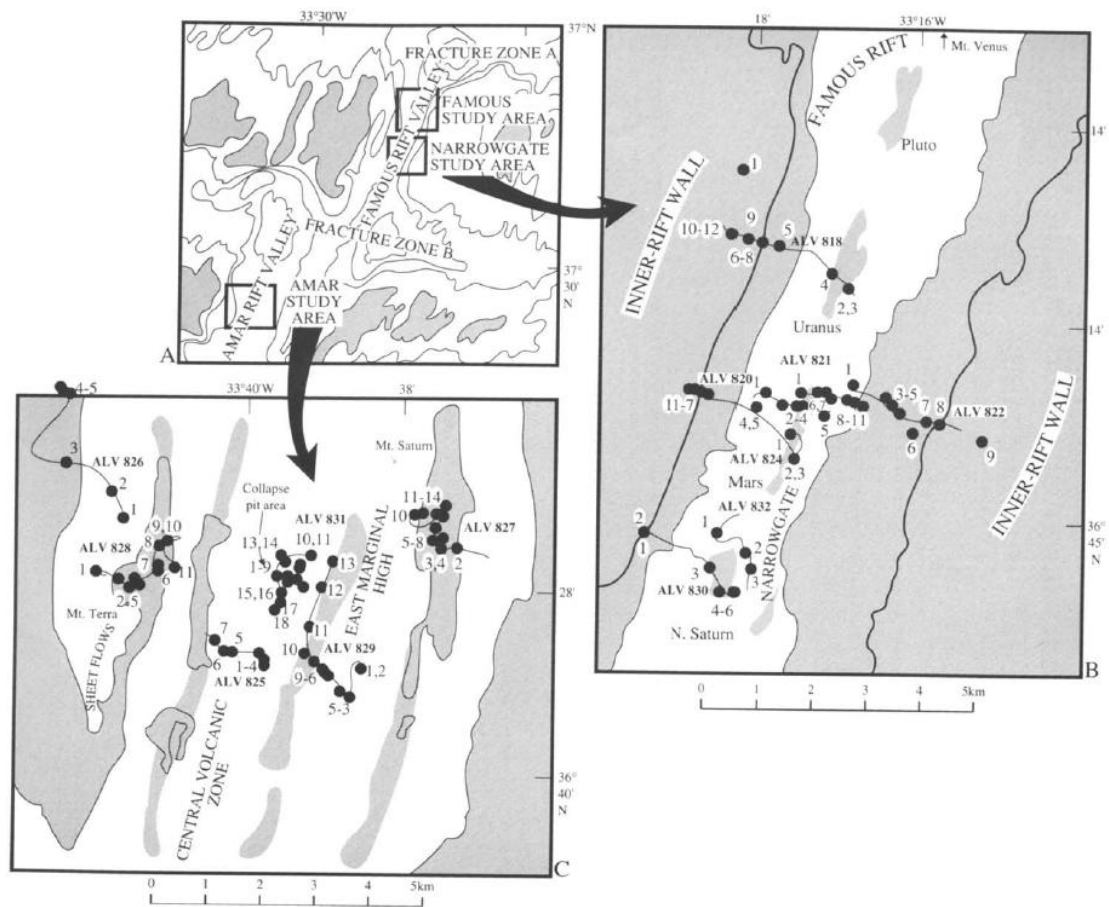 33°30'W
37°N
FRACTURE ZONE A
FAMOUS
STUDY AREA
NARROWGATE
STUDY AREA
FAMOUS RIFT VALLEY
FRACTURE ZONE B
37°
30'
N
AMAR RIFT VALLEY
AMAR
STUDY
AREA
A
18'
33°16'
FAMOUS RIFT
Mt. Venus
14'
Pluto
INNER-RIFT WALL
1
10-12
9
5
ALV 818
6-8
4
2,3
Uranus
14'
INNER-RIFT WALL
ALV 821
ALV 820
1
1
1
3-5
11-7
4,5
2-4
6,7
8-11
7
8
ALV 822
5
6
9
1
ALV 824
2,3
Mars
ALV 832
NARROWGATE
2
1
1
2
3
3
ALV 830
4-6
N. Saturn
36°
45'
N
B
0
1
2
3
4
5km
33°40'W
38'
4-5
3
ALV 826
2
1
Mt. Saturn
Collapse
pit area
ALV 831
11-14
10
ALV 827
5-8
3,4
2
9,10
8
ALV 828
1
7
6
11
2-5
Mt. Terra
SHEET FLOWS
13,14
10,11
1-9
13
12
15,16
17
18
EAST MARGINAL
HIGH
28'
7
5
6
1-4
ALV 825
11
10
ALV 829
9-6
1,2
5-3
CENTRAL VOLCANIC
ZONE
36°
40'
N
C
0
1
2
3
4
5km